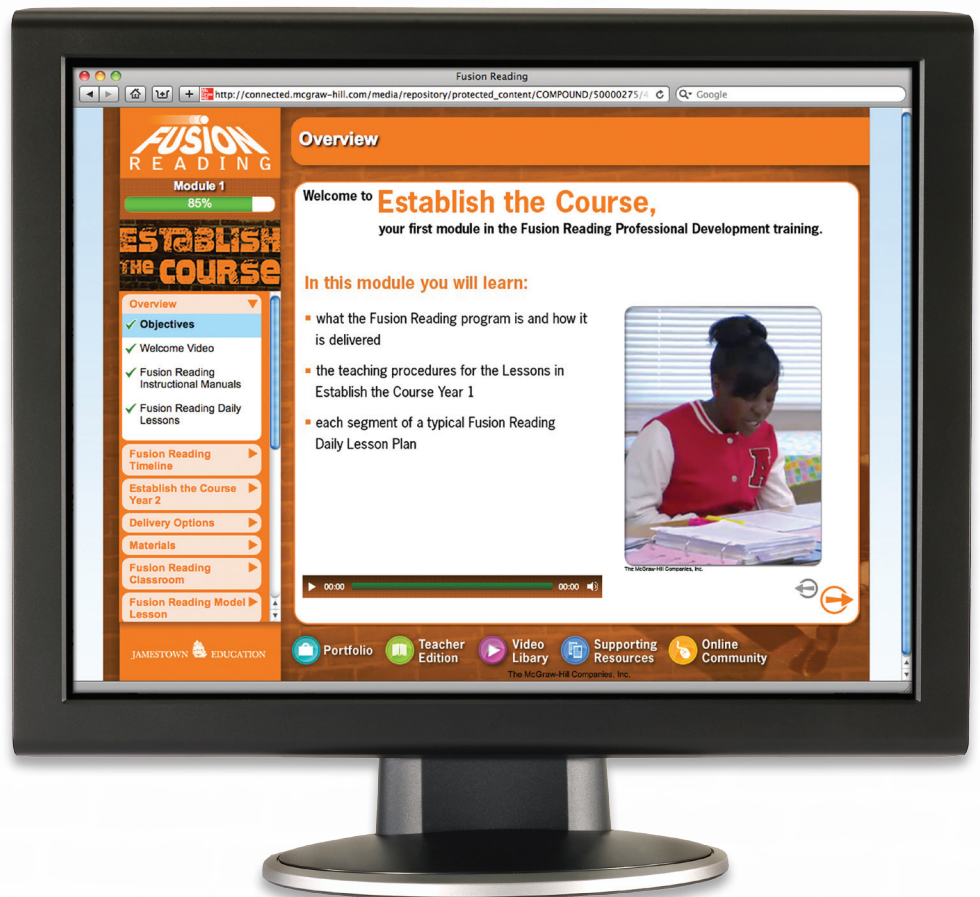 Fusion Reading
http://connected.mcgraw-hill.com/media/repository/protected_content/COMPOUND/50000275/4
Google
FUSION
READING
Module 1
85%
ESTABLISH
THE COURSE
Overview
Objectives
Welcome Video
Fusion Reading
Instructional Manuals
Fusion Reading Daily
Lessons
Fusion Reading
Timeline
Establish the Course
Year 2
Delivery Options
Materials
Fusion Reading
Classroom
Fusion Reading Model
Lesson
JAMESTOWN EDUCATION
Overview
Welcome to Establish the Course,
your first module in the Fusion Reading Professional Development training.
In this module you will learn:
what the Fusion Reading program is and how it
is delivered
the teaching procedures for the Lessons in
Establish the Course Year 1
each segment of a typical Fusion Reading
Daily Lesson Plan
A
The McGraw-Hill Companies, Inc.
00:00 00:00
Portfolio
Teacher
Edition
Video
Library
Supporting
Resources
Online
Community
The McGraw-Hill Companies, Inc.